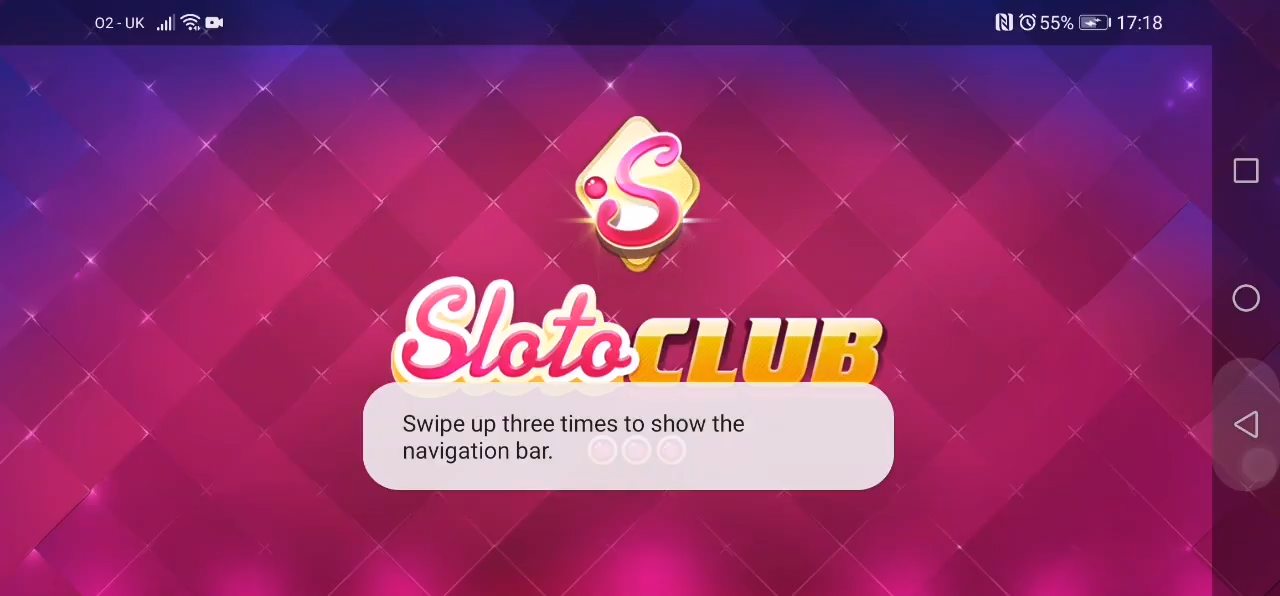 O2 - UK 55% 17:18
S
Sloto CLUB
Swipe up three times to show the
navigation bar.